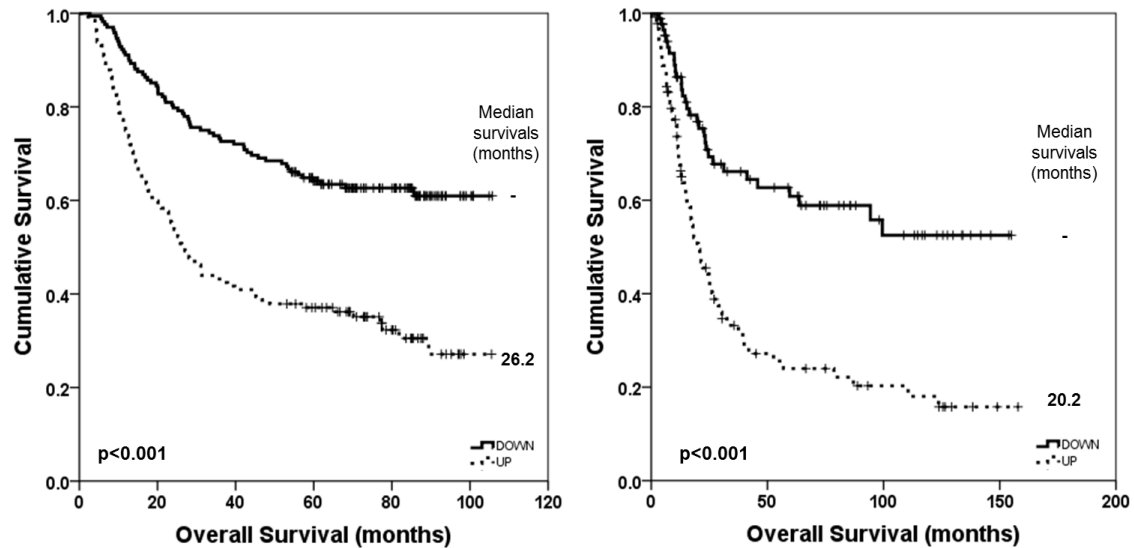 1.0
0.8
0.6
0.4
0.2
0.0
Cumulative Survival
0
20
40
60
80
100
120
Overall Survival (months)
Median
survivals
(months)
-
26.2
p<0.001
DOWN
UP
1.0
0.8
0.6
0.4
0.2
0.0
Cumulative Survival
0
50
100
150
200
Overall Survival (months)
Median
survivals
(months)
-
20.2
p<0.001
DOWN
UP